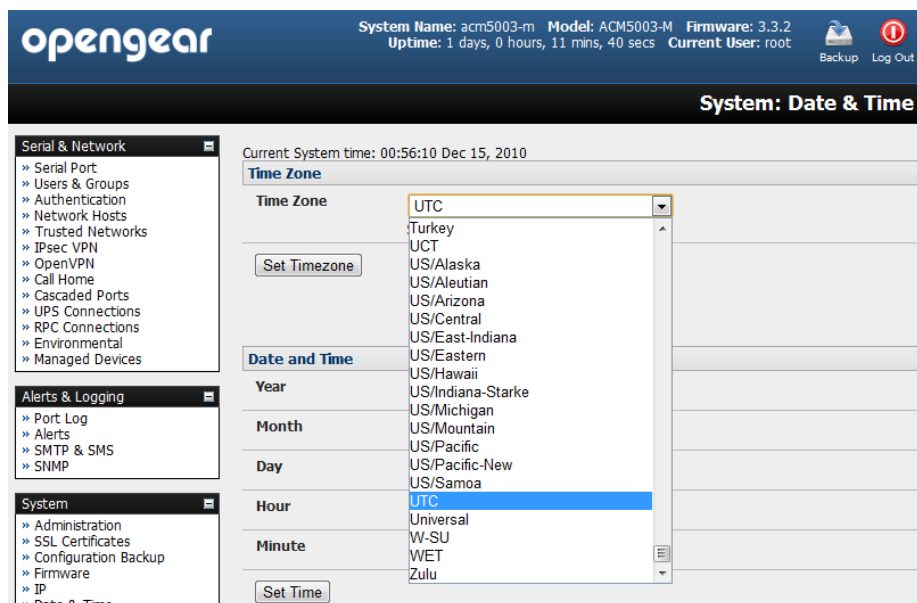 opengear
System Name: acm5003-m Model: ACM5003-M Firmware: 3.3.2
Uptime: 1 days, 0 hours, 11 mins, 40 secs Current User: root
Backup
Log Out
System: Date & Time
Serial & Network
» Serial Port
» Users & Groups
» Authentication
» Network Hosts
» Trusted Networks
» IPsec VPN
» OpenVPN
» Call Home
» Cascaded Ports
» UPS Connections
» RPC Connections
» Environmental
» Managed Devices
Alerts & Logging
» Port Log
» Alerts
» SMTP & SMS
» SNMP
System
» Administration
» SSL Certificates
» Configuration Backup
» Firmware
» IP
» Date & Time
Current System time: 00:56:10 Dec 15, 2010
Time Zone
Time Zone
UTC
Turkey
UCT
US/Alaska
US/Aleutian
US/Arizona
US/Central
US/East-Indiana
US/Eastern
US/Hawaii
US/Indiana-Starke
US/Michigan
US/Mountain
US/Pacific
US/Pacific-New
US/Samoa
UTC
Universal
W-SU
WET
Zulu
Set Timezone
Date and Time
Year
Month
Day
Hour
Minute
Set Time